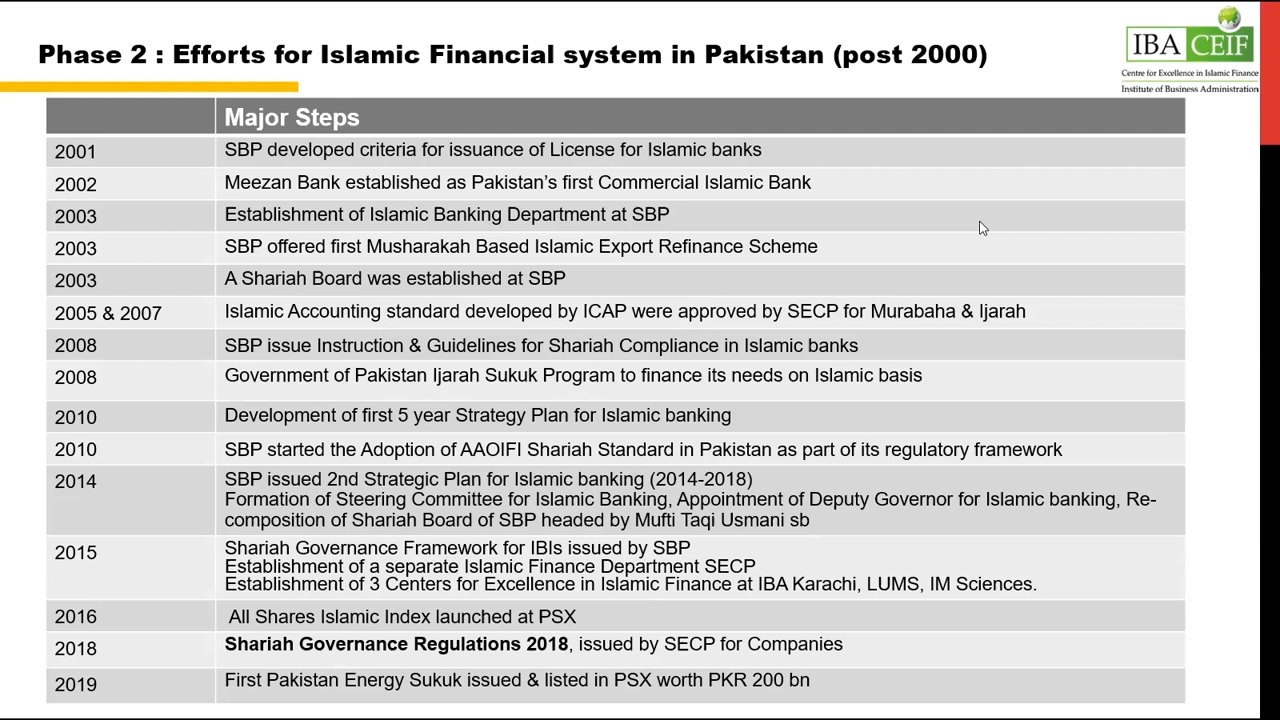 Phase 2 : Efforts for Islamic Financial system in Pakistan (post 2000)
IBA CEIF
Centre for Excellence in Islamic Finance
Institute of Business Administration
Major Steps
2001 SBP developed criteria for issuance of License for Islamic banks
2002 Meezan Bank established as Pakistan’s first Commercial Islamic Bank
2003 Establishment of Islamic Banking Department at SBP
2003 SBP offered first Musharakah Based Islamic Export Refinance Scheme
2003 A Shariah Board was established at SBP
2005 & 2007 Islamic Accounting standard developed by ICAP were approved by SECP for Murabaha & Ijarah
2008 SBP issue Instruction & Guidelines for Shariah Compliance in Islamic banks
2008 Government of Pakistan Ijarah Sukuk Program to finance its needs on Islamic basis
2010 Development of first 5 year Strategy Plan for Islamic banking
2010 SBP started the Adoption of AAOIFI Shariah Standard in Pakistan as part of its regulatory framework
2014 SBP issued 2nd Strategic Plan for Islamic banking (2014-2018)
Formation of Steering Committee for Islamic Banking, Appointment of Deputy Governor for Islamic banking, Re-
composition of Shariah Board of SBP headed by Mufti Taqi Usmani sb
2015 Shariah Governance Framework for IBIs issued by SBP
Establishment of a separate Islamic Finance Department SECP
Establishment of 3 Centers for Excellence in Islamic Finance at IBA Karachi, LUMS, IM Sciences.
2016 All Shares Islamic Index launched at PSX
2018 Shariah Governance Regulations 2018, issued by SECP for Companies
2019 First Pakistan Energy Sukuk issued & listed in PSX worth PKR 200 bn